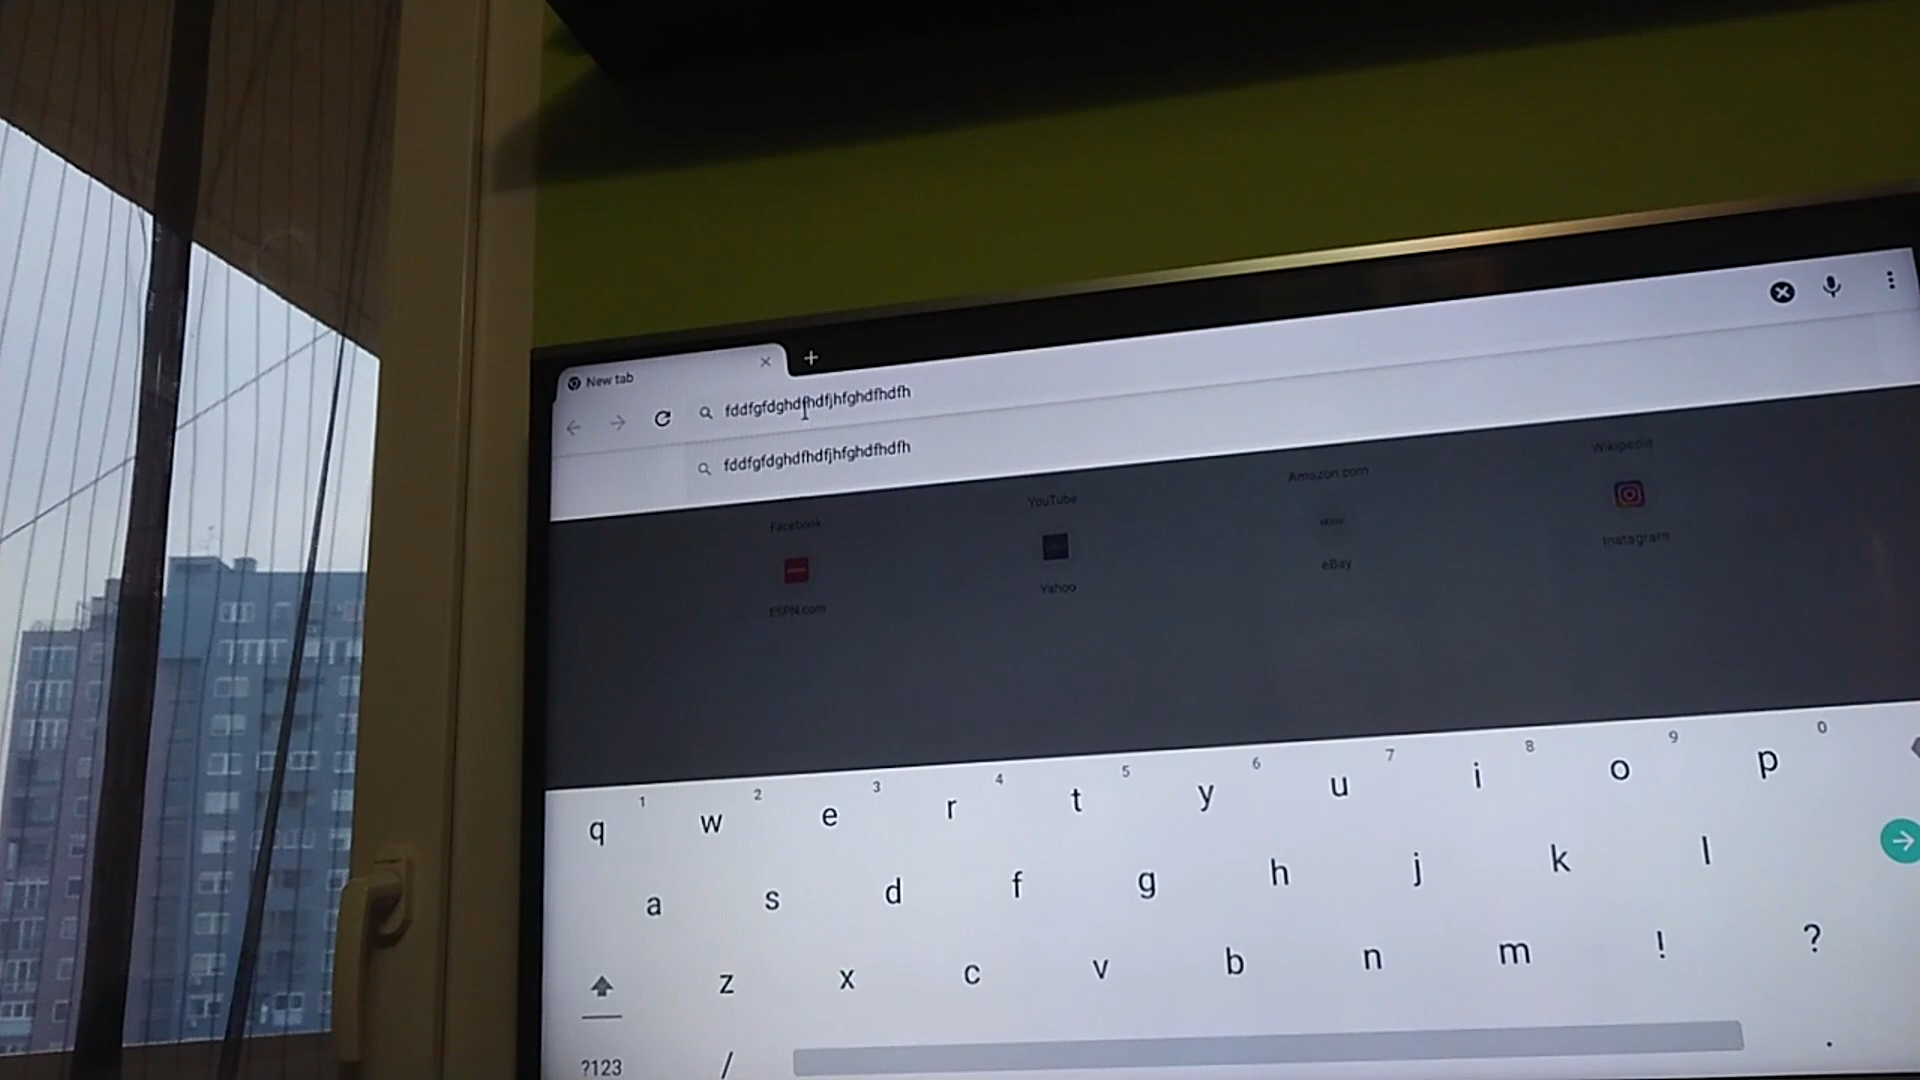 New tab
fddfgfdghdfhdfjhfghdfhdfh
fddfgfdghdfhdfjhfghdfhdfh
Facebook YouTube Amazon.com Wikipedia
ebay
ESPN.com Yahoo eBay Instagram
1 2 3 4 5 6 7 8 9 0
q w e r t y u i o p
a s d f g h j k l
z x c v b n m ! ?
?123 / .